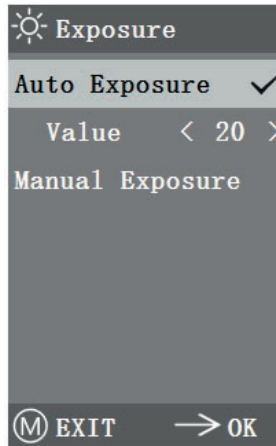 Exposure
Auto Exposure
Value < 20 >
Manual Exposure
M EXIT → OK